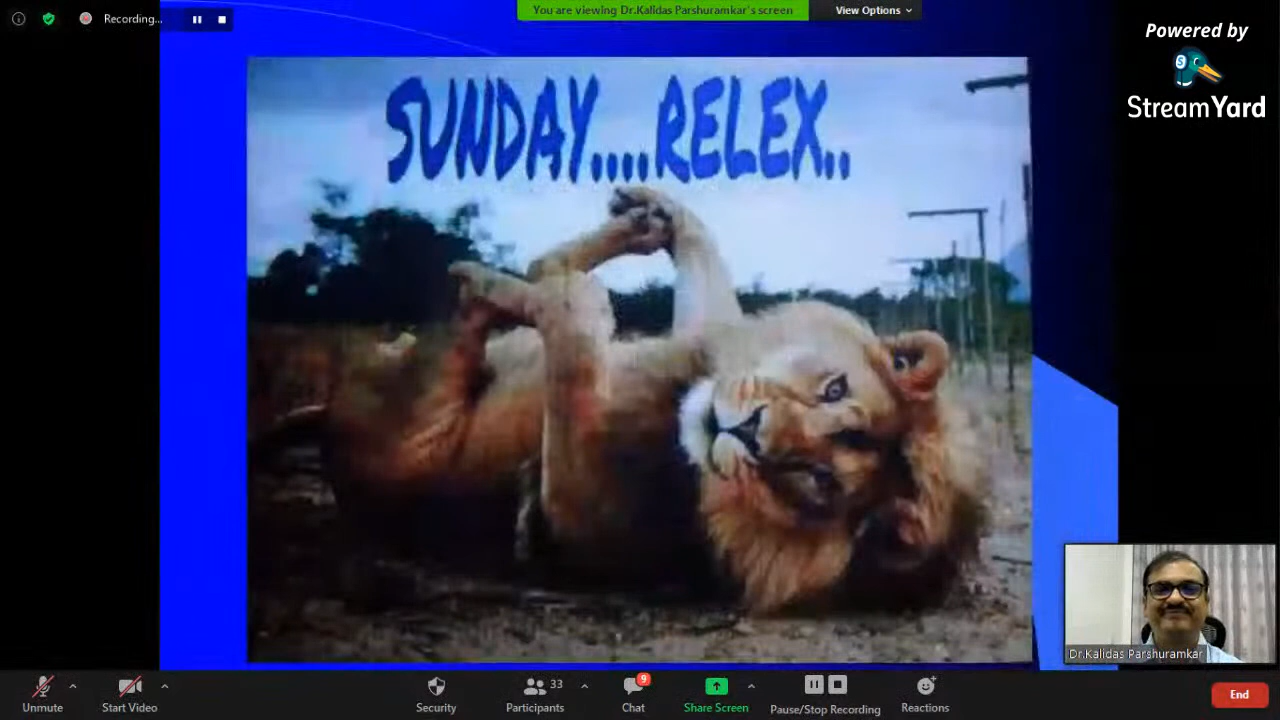 Recording...
You are viewing Dr.Kalidas Parshuramkar's screen
View Options
Powered by
S
StreamYard
SUNDAY....RELEX..
Dr.Kalidas Parshuramkar
Unmute
Start Video
Security
Participants
33
Chat
9
Share Screen
Pause/Stop Recording
Reactions
End